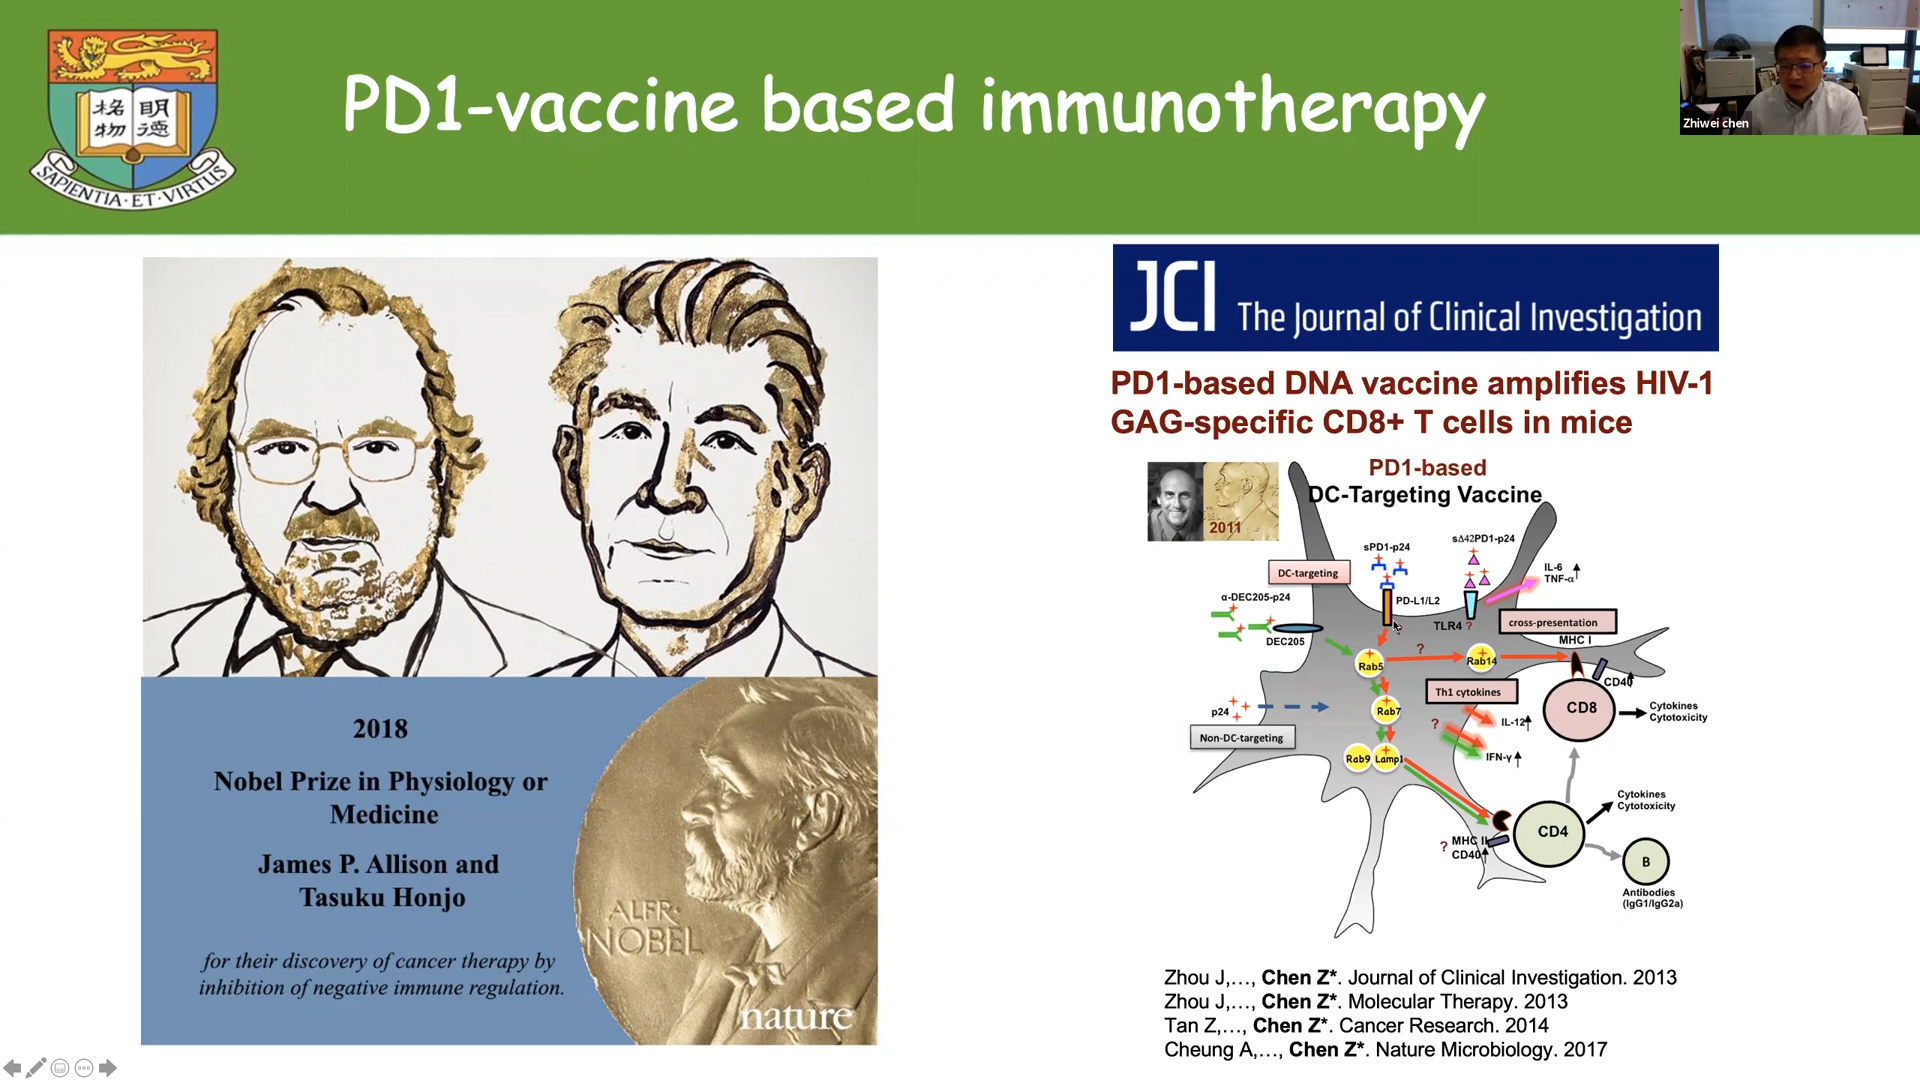 PD1-vaccine based immunotherapy
格 明
物 德
SAPIENTIA·ET·VIRTUS
Zhiwei chen
2018
Nobel Prize in Physiology or
Medicine
James P. Allison and
Tasuku Honjo
for their discovery of cancer therapy by
inhibition of negative immune regulation.
ALFR·
NOBEL
nature
JCI The Journal of Clinical Investigation
PD1-based DNA vaccine amplifies HIV-1
GAG-specific CD8+ T cells in mice
2011
PD1-based
DC-Targeting Vaccine
sPD1-p24
sΔ42PD1-p24
DC-targeting
IL-6
TNF-α
α-DEC205-p24
PD-L1/L2
TLR4 ?
cross-presentation
DEC205
MHC I
Rab5
?
Rab14
CD40
Th1 cytokines
CD8
Cytokines
Cytotoxicity
p24
Rab7
?
IL-12
Non-DC-targeting
Rab9
Lamp1
IFN-γ
Cytokines
Cytotoxicity
CD4
? MHC II
CD40
B
Antibodies
(IgG1/IgG2a)
Zhou J,…, Chen Z*. Journal of Clinical Investigation. 2013
Zhou J,…, Chen Z*. Molecular Therapy. 2013
Tan Z,…, Chen Z*. Cancer Research. 2014
Cheung A,…, Chen Z*. Nature Microbiology. 2017